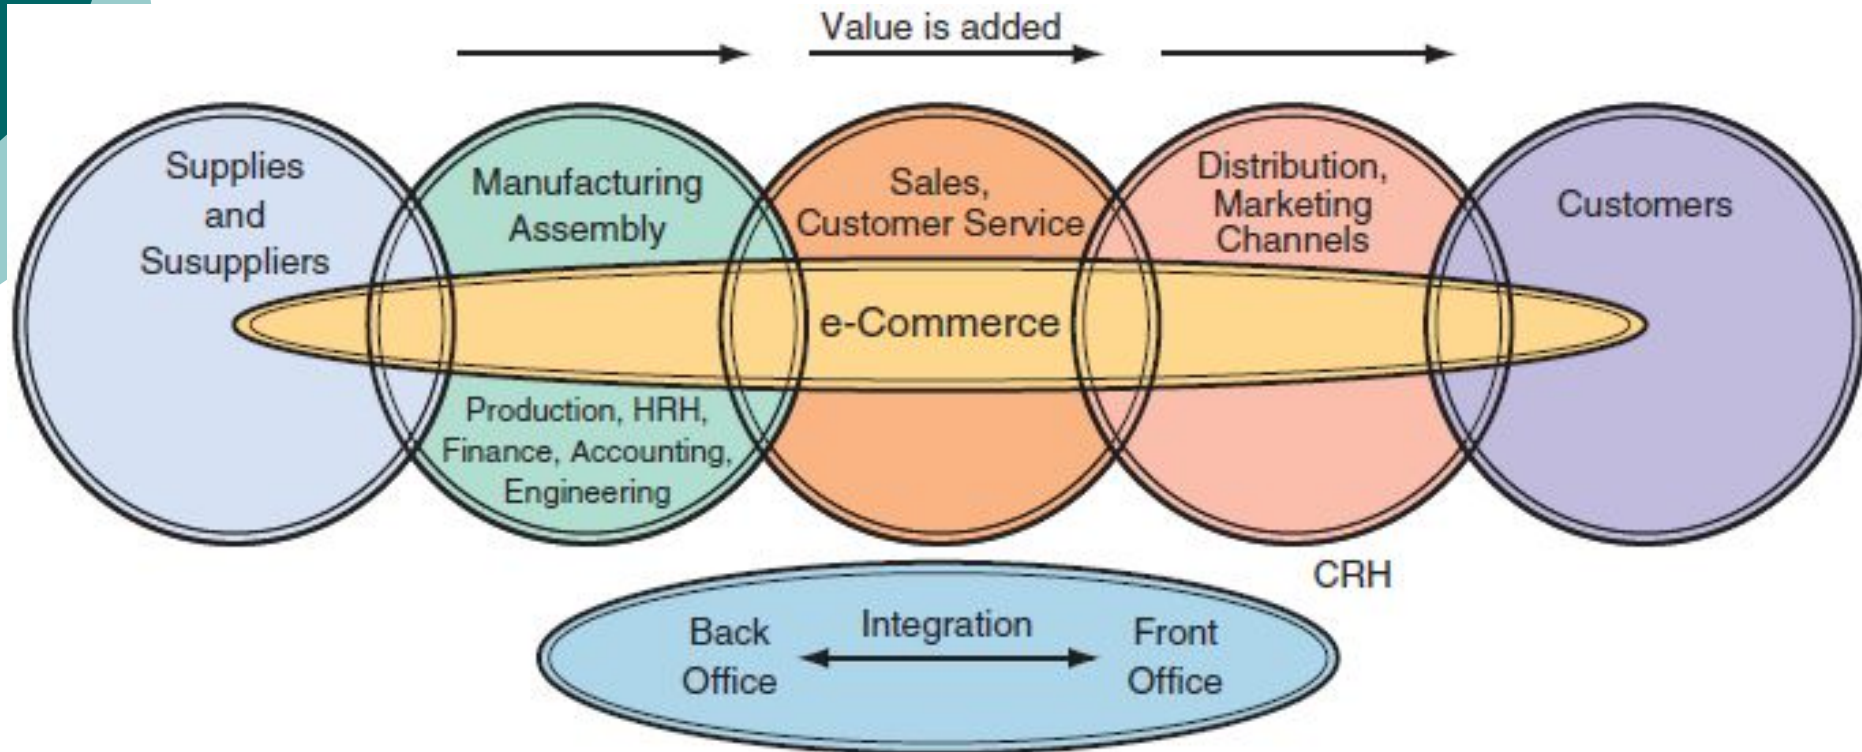 Value is added
Supplies
and
Susuppliers
Manufacturing
Assembly
Production, HRH,
Finance, Accounting,
Engineering
Sales,
Customer Service
e-Commerce
Distribution,
Marketing
Channels
Customers
CRH
Back
Office
Integration
Front
Office